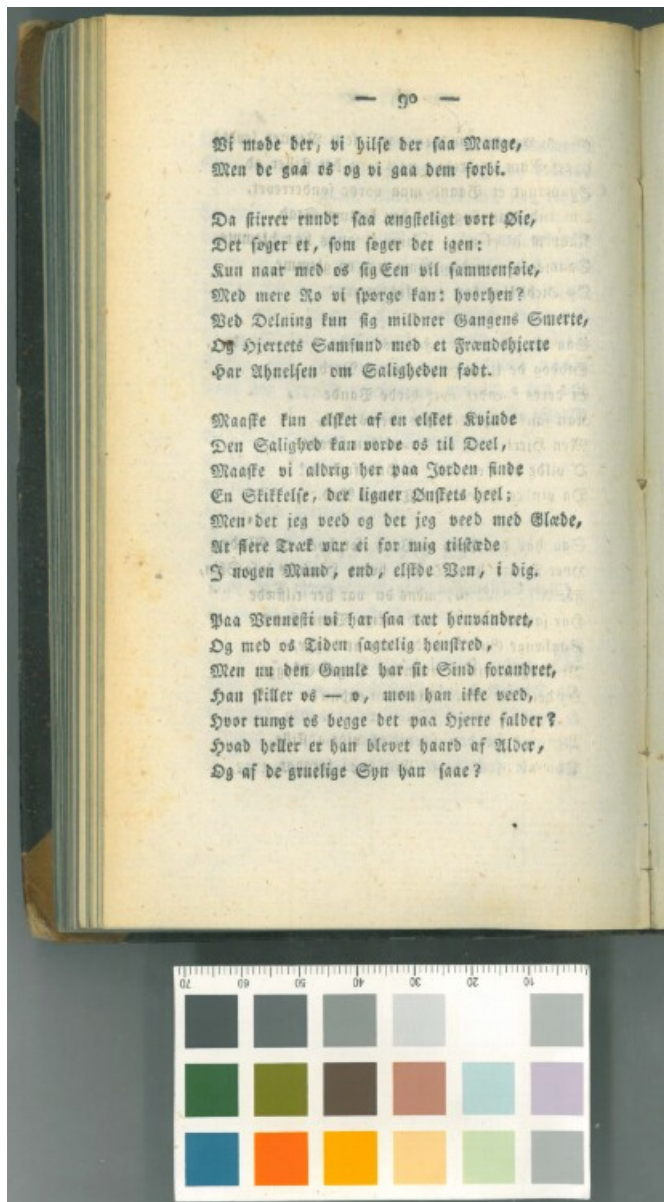 — 90 —
Vi møde der, vi hilse der saa Mange,
Men de gaa os og vi gaa dem forbi.
Da stirrer rundt saa ængsteligt vort Øie,
Det søger et, som søger det igen:
Kun naar med os sig Een vil sammenføie,
Med mere Ro vi spørge kan: hvorhen?
Ved Delning kun sig mildner Gangens Smerte,
Og Hjertets Samfund med et Frændehjerte
Har Ahnelsen om Saligheden født.
Maaske kun elsket af en elsket Kvinde
Den Salighed kan vorde os til Deel,
Maaske vi aldrig her paa Jorden finde
En Skikkelse, der ligner Ønskets heel;
Men det jeg veed og det jeg veed med Glæde,
At flere Træk var ei for mig tilstæde
I nogen Mand, end, elskde Ven, i dig.
Paa Vennesti vi har saa tæt henvandret,
Og med os Tiden sagtelig henskred,
Men nu den Gamle har sit Sind forandret,
Han skiller os — o, mon han ikke veed,
Hvor tungt os begge det paa Hjerte falder?
Hvad heller er han blevet haard af Alder,
Og af de gruelige Syn han saae?
70 60 50 40 30 20 10